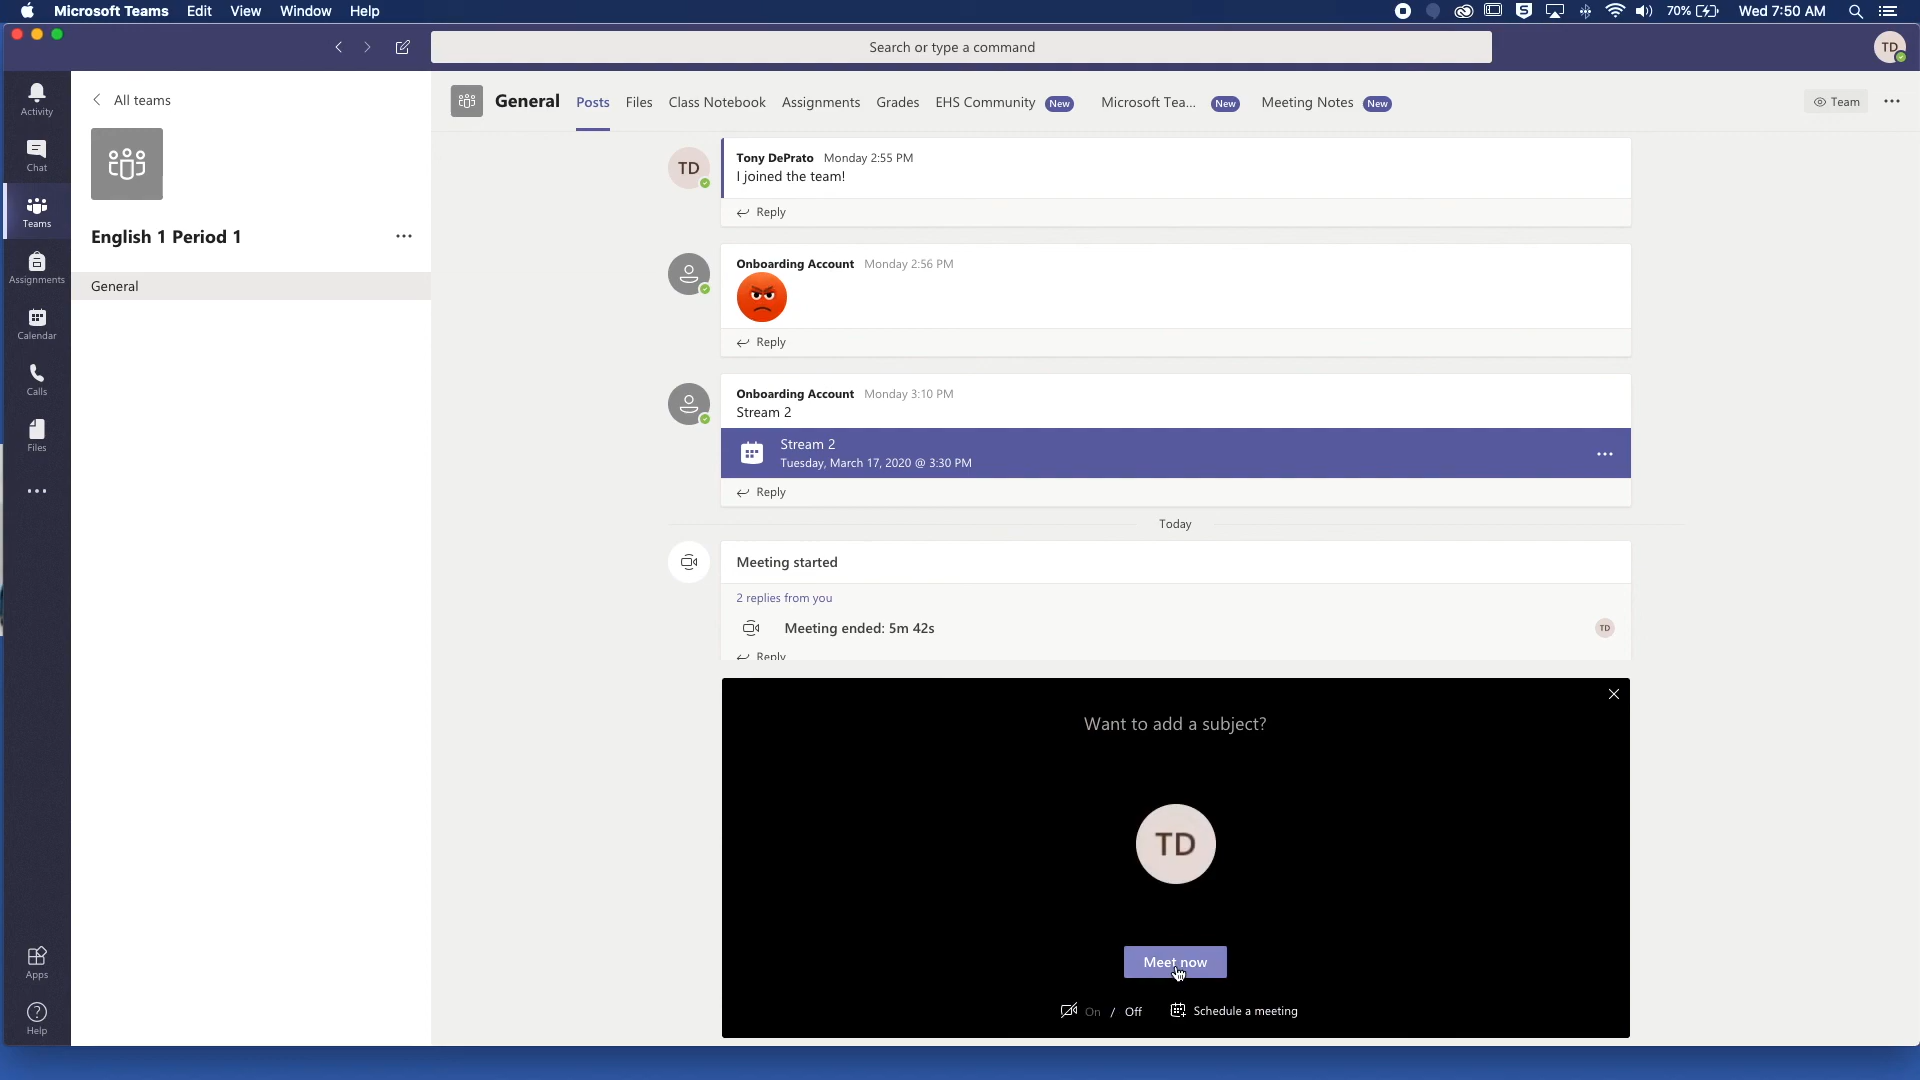 Microsoft Teams Edit View Window Help
70% Wed 7:50 AM
Search or type a command
TD
Activity
Chat
Teams
Assignments
Calendar
Calls
Files
Apps
Help
All teams
English 1 Period 1
General
General Posts Files Class Notebook Assignments Grades EHS Community New Microsoft Tea... New Meeting Notes New
Team
TD
Tony DePrato Monday 2:55 PM
I joined the team!
Reply
Onboarding Account Monday 2:56 PM
Reply
Onboarding Account Monday 3:10 PM
Stream 2
Stream 2
Tuesday, March 17, 2020 @ 3:30 PM
Reply
Today
Meeting started
2 replies from you
Meeting ended: 5m 42s
TD
Reply
Want to add a subject?
TD
Meet now
On / Off Schedule a meeting